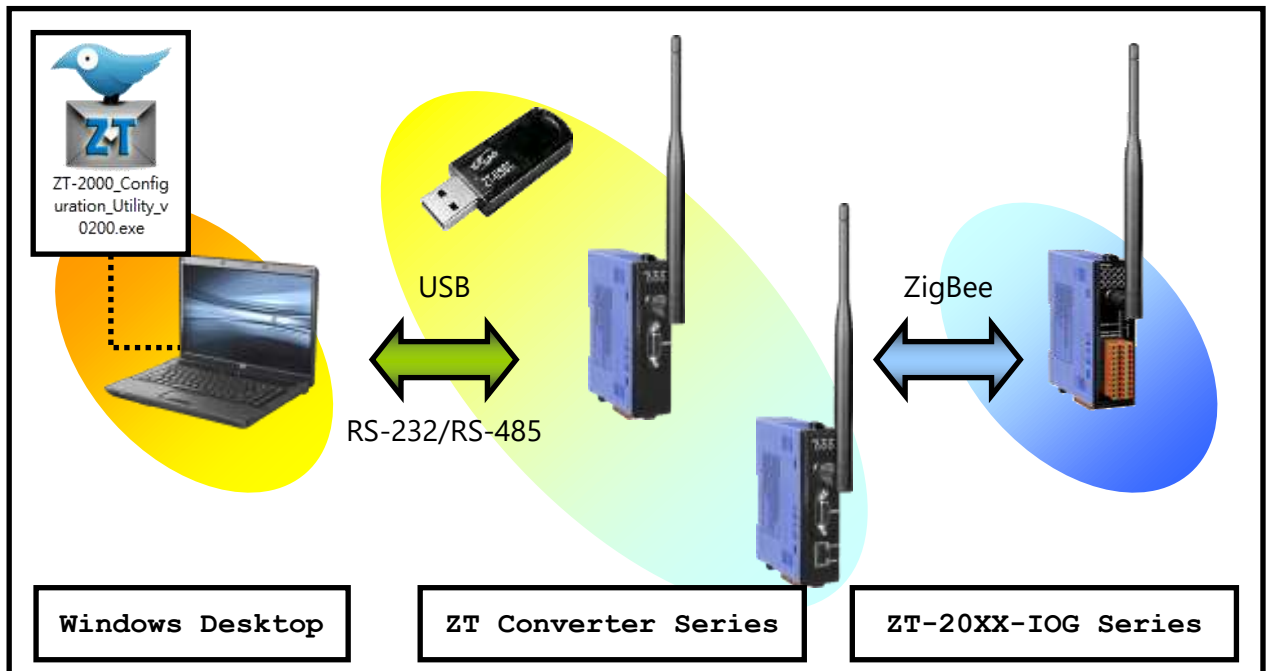 ZT
ZT-2000_Config
uration_Utility_v
0200.exe
USB
ZigBee
RS-232/RS-485
Windows Desktop
ZT Converter Series
ZT-20XX-IOG Series